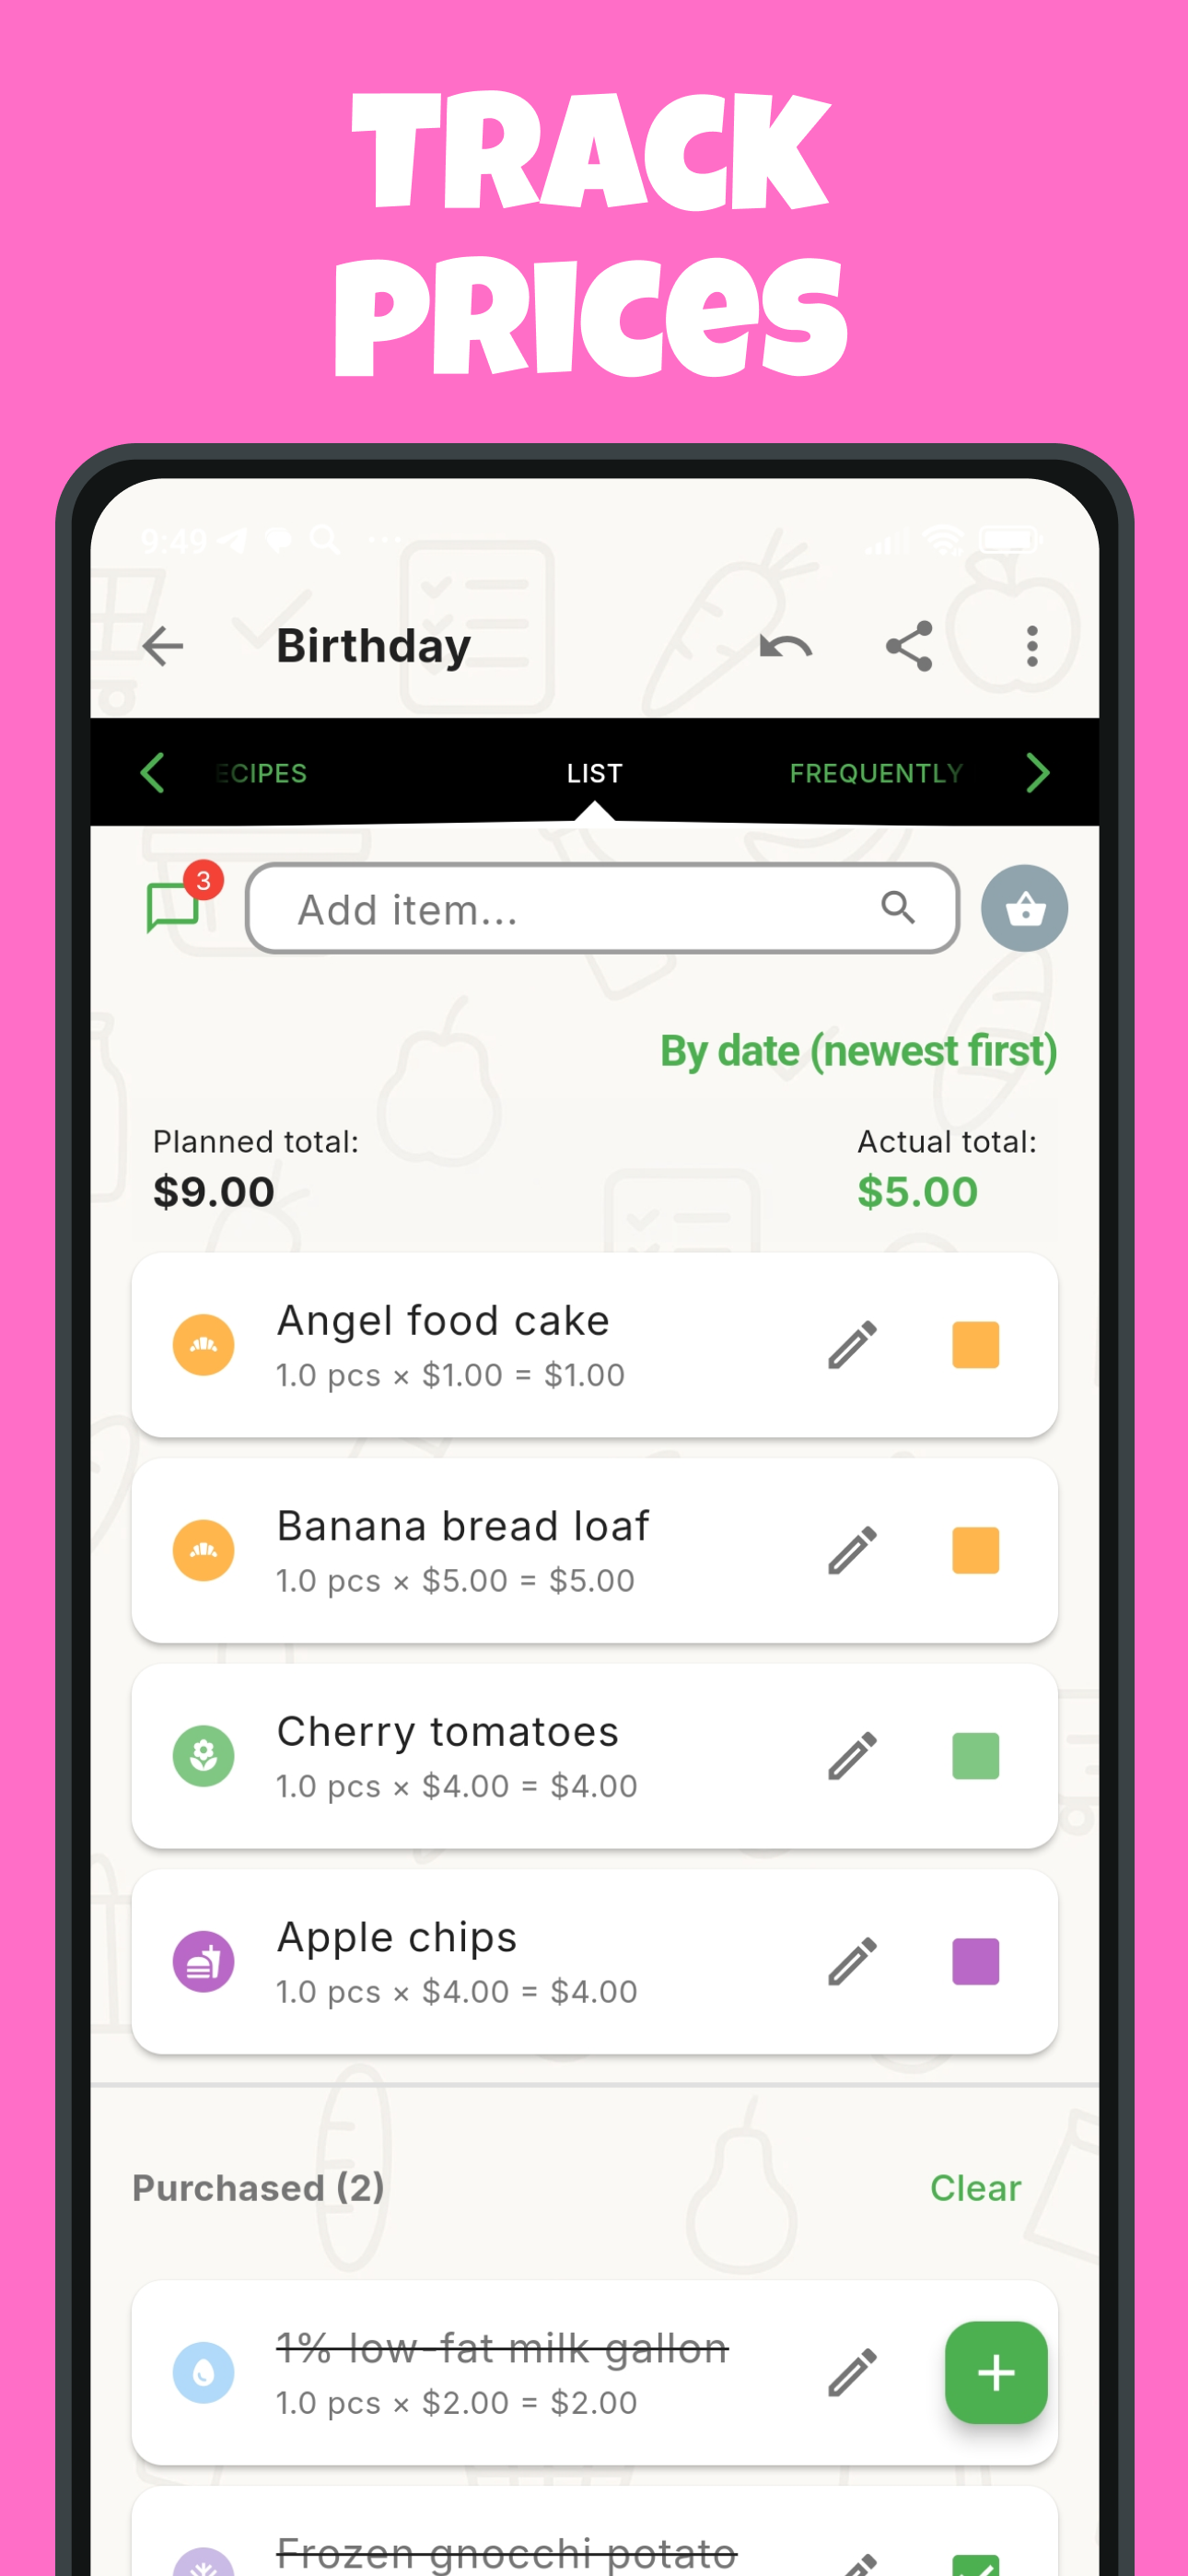 TRACK
PRICeS
9:49
Birthday
ECIPES
LIST
FREQUENTLY
3
Add item...
By date (newest first)
Planned total:
Actual total:
$9.00
$5.00
Angel food cake
1.0 pcs × $1.00 = $1.00
Banana bread loaf
1.0 pcs × $5.00 = $5.00
Cherry tomatoes
1.0 pcs × $4.00 = $4.00
Apple chips
1.0 pcs × $4.00 = $4.00
Purchased (2)
Clear
1% low-fat milk gallon
1.0 pcs × $2.00 = $2.00
Frozen gnocchi potato